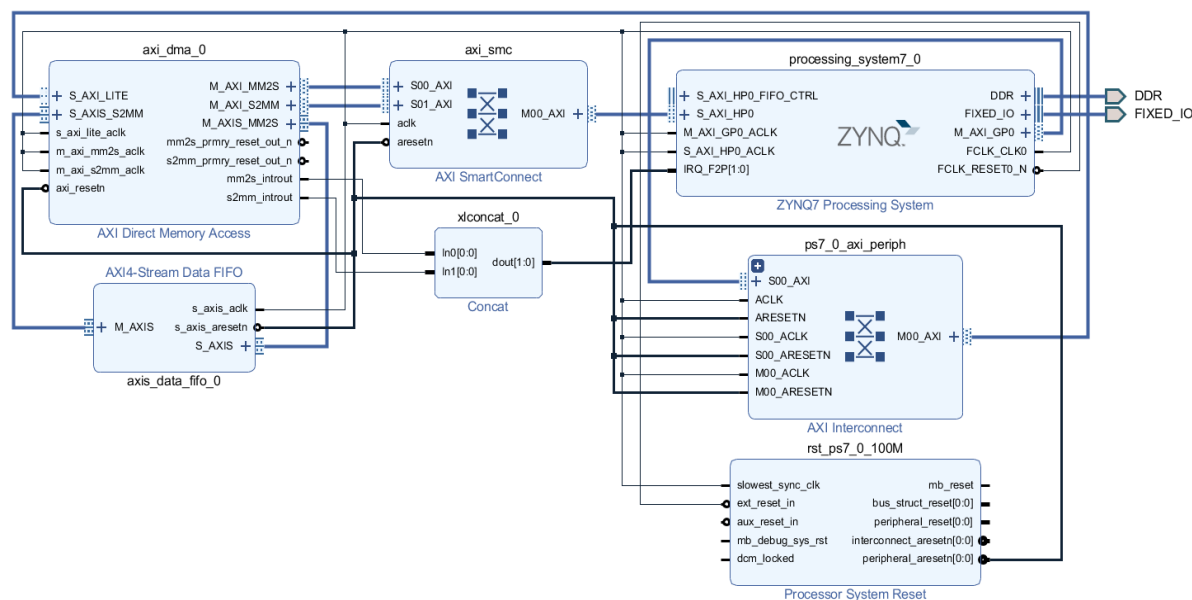 axi_dma_0
S_AXI_LITE
S_AXIS_S2MM
s_axi_lite_aclk
m_axi_mm2s_aclk
m_axi_s2mm_aclk
axi_resetn
M_AXI_MM2S
M_AXI_S2MM
M_AXIS_MM2S
mm2s_prmry_reset_out_n
s2mm_prmry_reset_out_n
mm2s_introut
s2mm_introut
AXI Direct Memory Access
axi_smc
S00_AXI
S01_AXI
aclk
aresetn
M00_AXI
AXI SmartConnect
processing_system7_0
S_AXI_HP0_FIFO_CTRL
S_AXI_HP0
M_AXI_GP0_ACLK
S_AXI_HP0_ACLK
IRQ_F2P[1:0]
ZYNQ
DDR
FIXED_IO
M_AXI_GP0
FCLK_CLK0
FCLK_RESET0_N
ZYNQ7 Processing System
DDR
FIXED_IO
xlconcat_0
In0[0:0]
In1[0:0]
dout[1:0]
Concat
AXI4-Stream Data FIFO
M_AXIS
s_axis_aclk
s_axis_aresetn
S_AXIS
axis_data_fifo_0
ps7_0_axi_periph
S00_AXI
ACLK
ARESETN
S00_ACLK
S00_ARESETN
M00_ACLK
M00_ARESETN
M00_AXI
AXI Interconnect
rst_ps7_0_100M
slowest_sync_clk
ext_reset_in
aux_reset_in
mb_debug_sys_rst
dcm_locked
mb_reset
bus_struct_reset[0:0]
peripheral_reset[0:0]
interconnect_aresetn[0:0]
peripheral_aresetn[0:0]
Processor System Reset